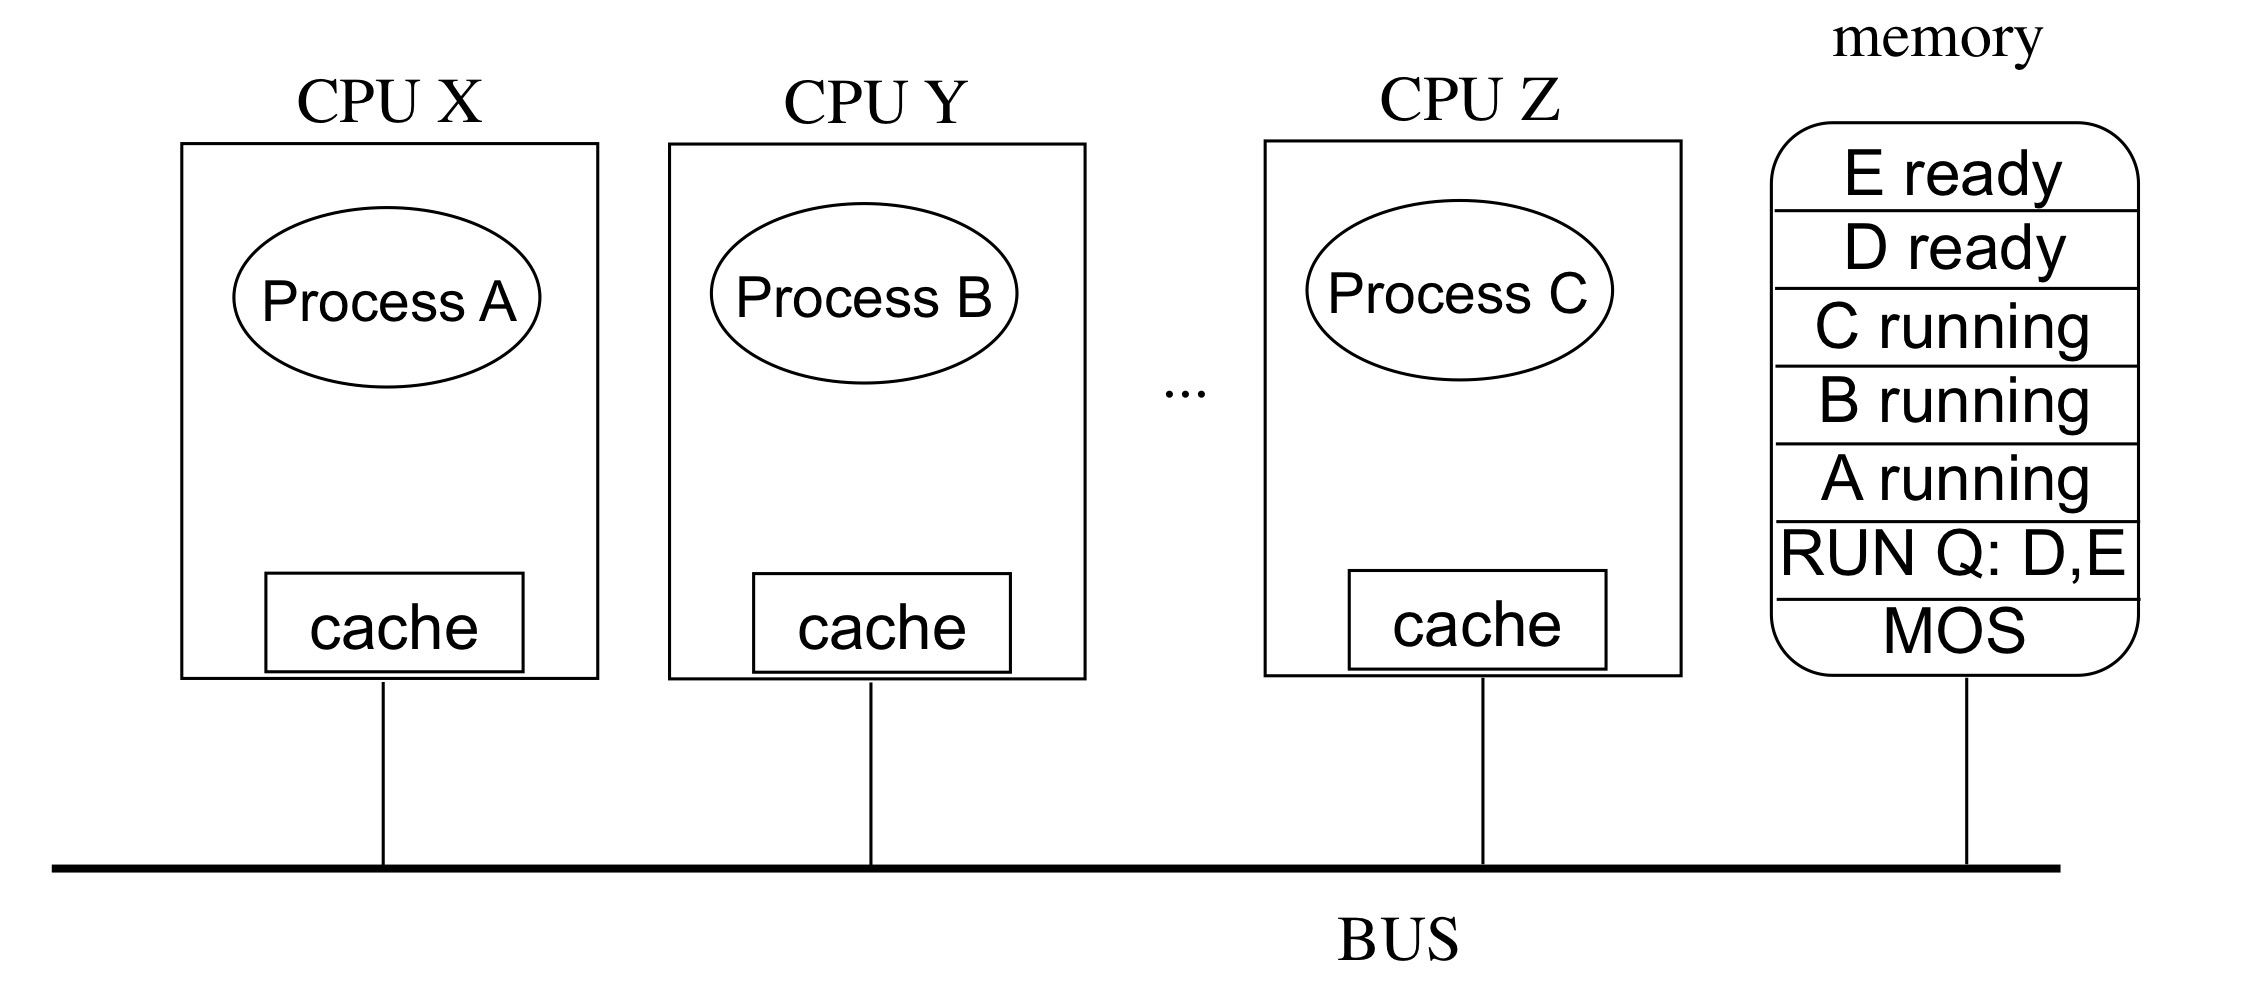 CPU X
Process A
cache
CPU Y
Process B
cache
...
CPU Z
Process C
cache
memory
E ready
D ready
C running
B running
A running
RUN Q: D,E
MOS
BUS